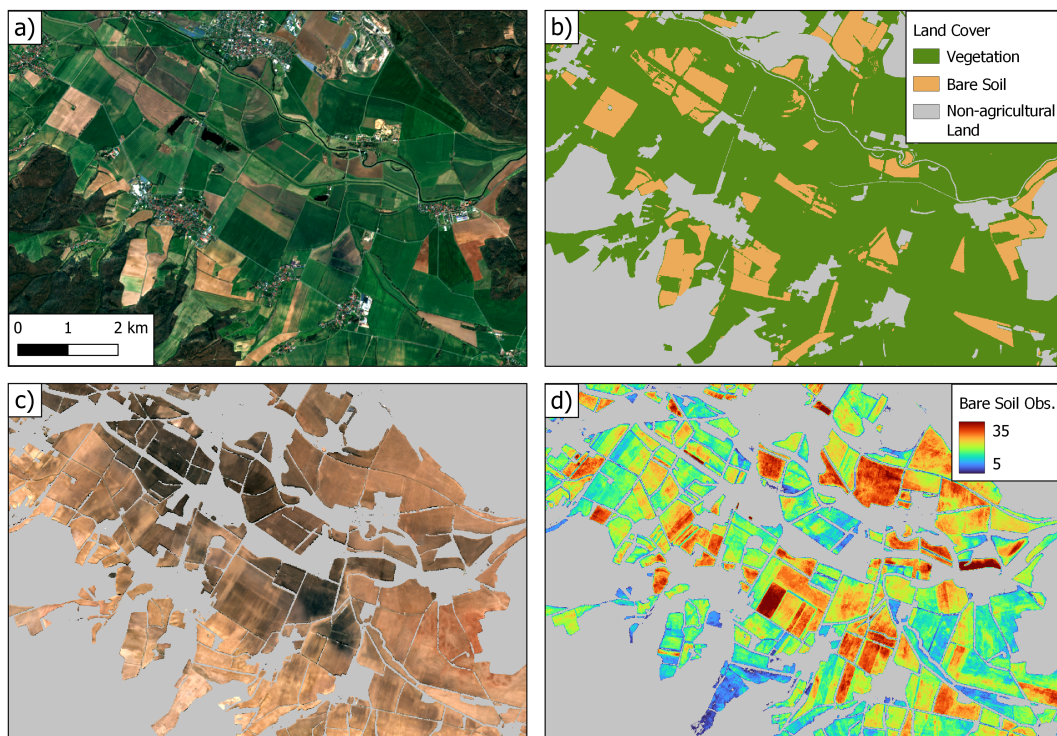 a)
0 1 2 km
b)
Land Cover
Vegetation
Bare Soil
Non-agricultural
Land
c)
d)
Bare Soil Obs.
35
5